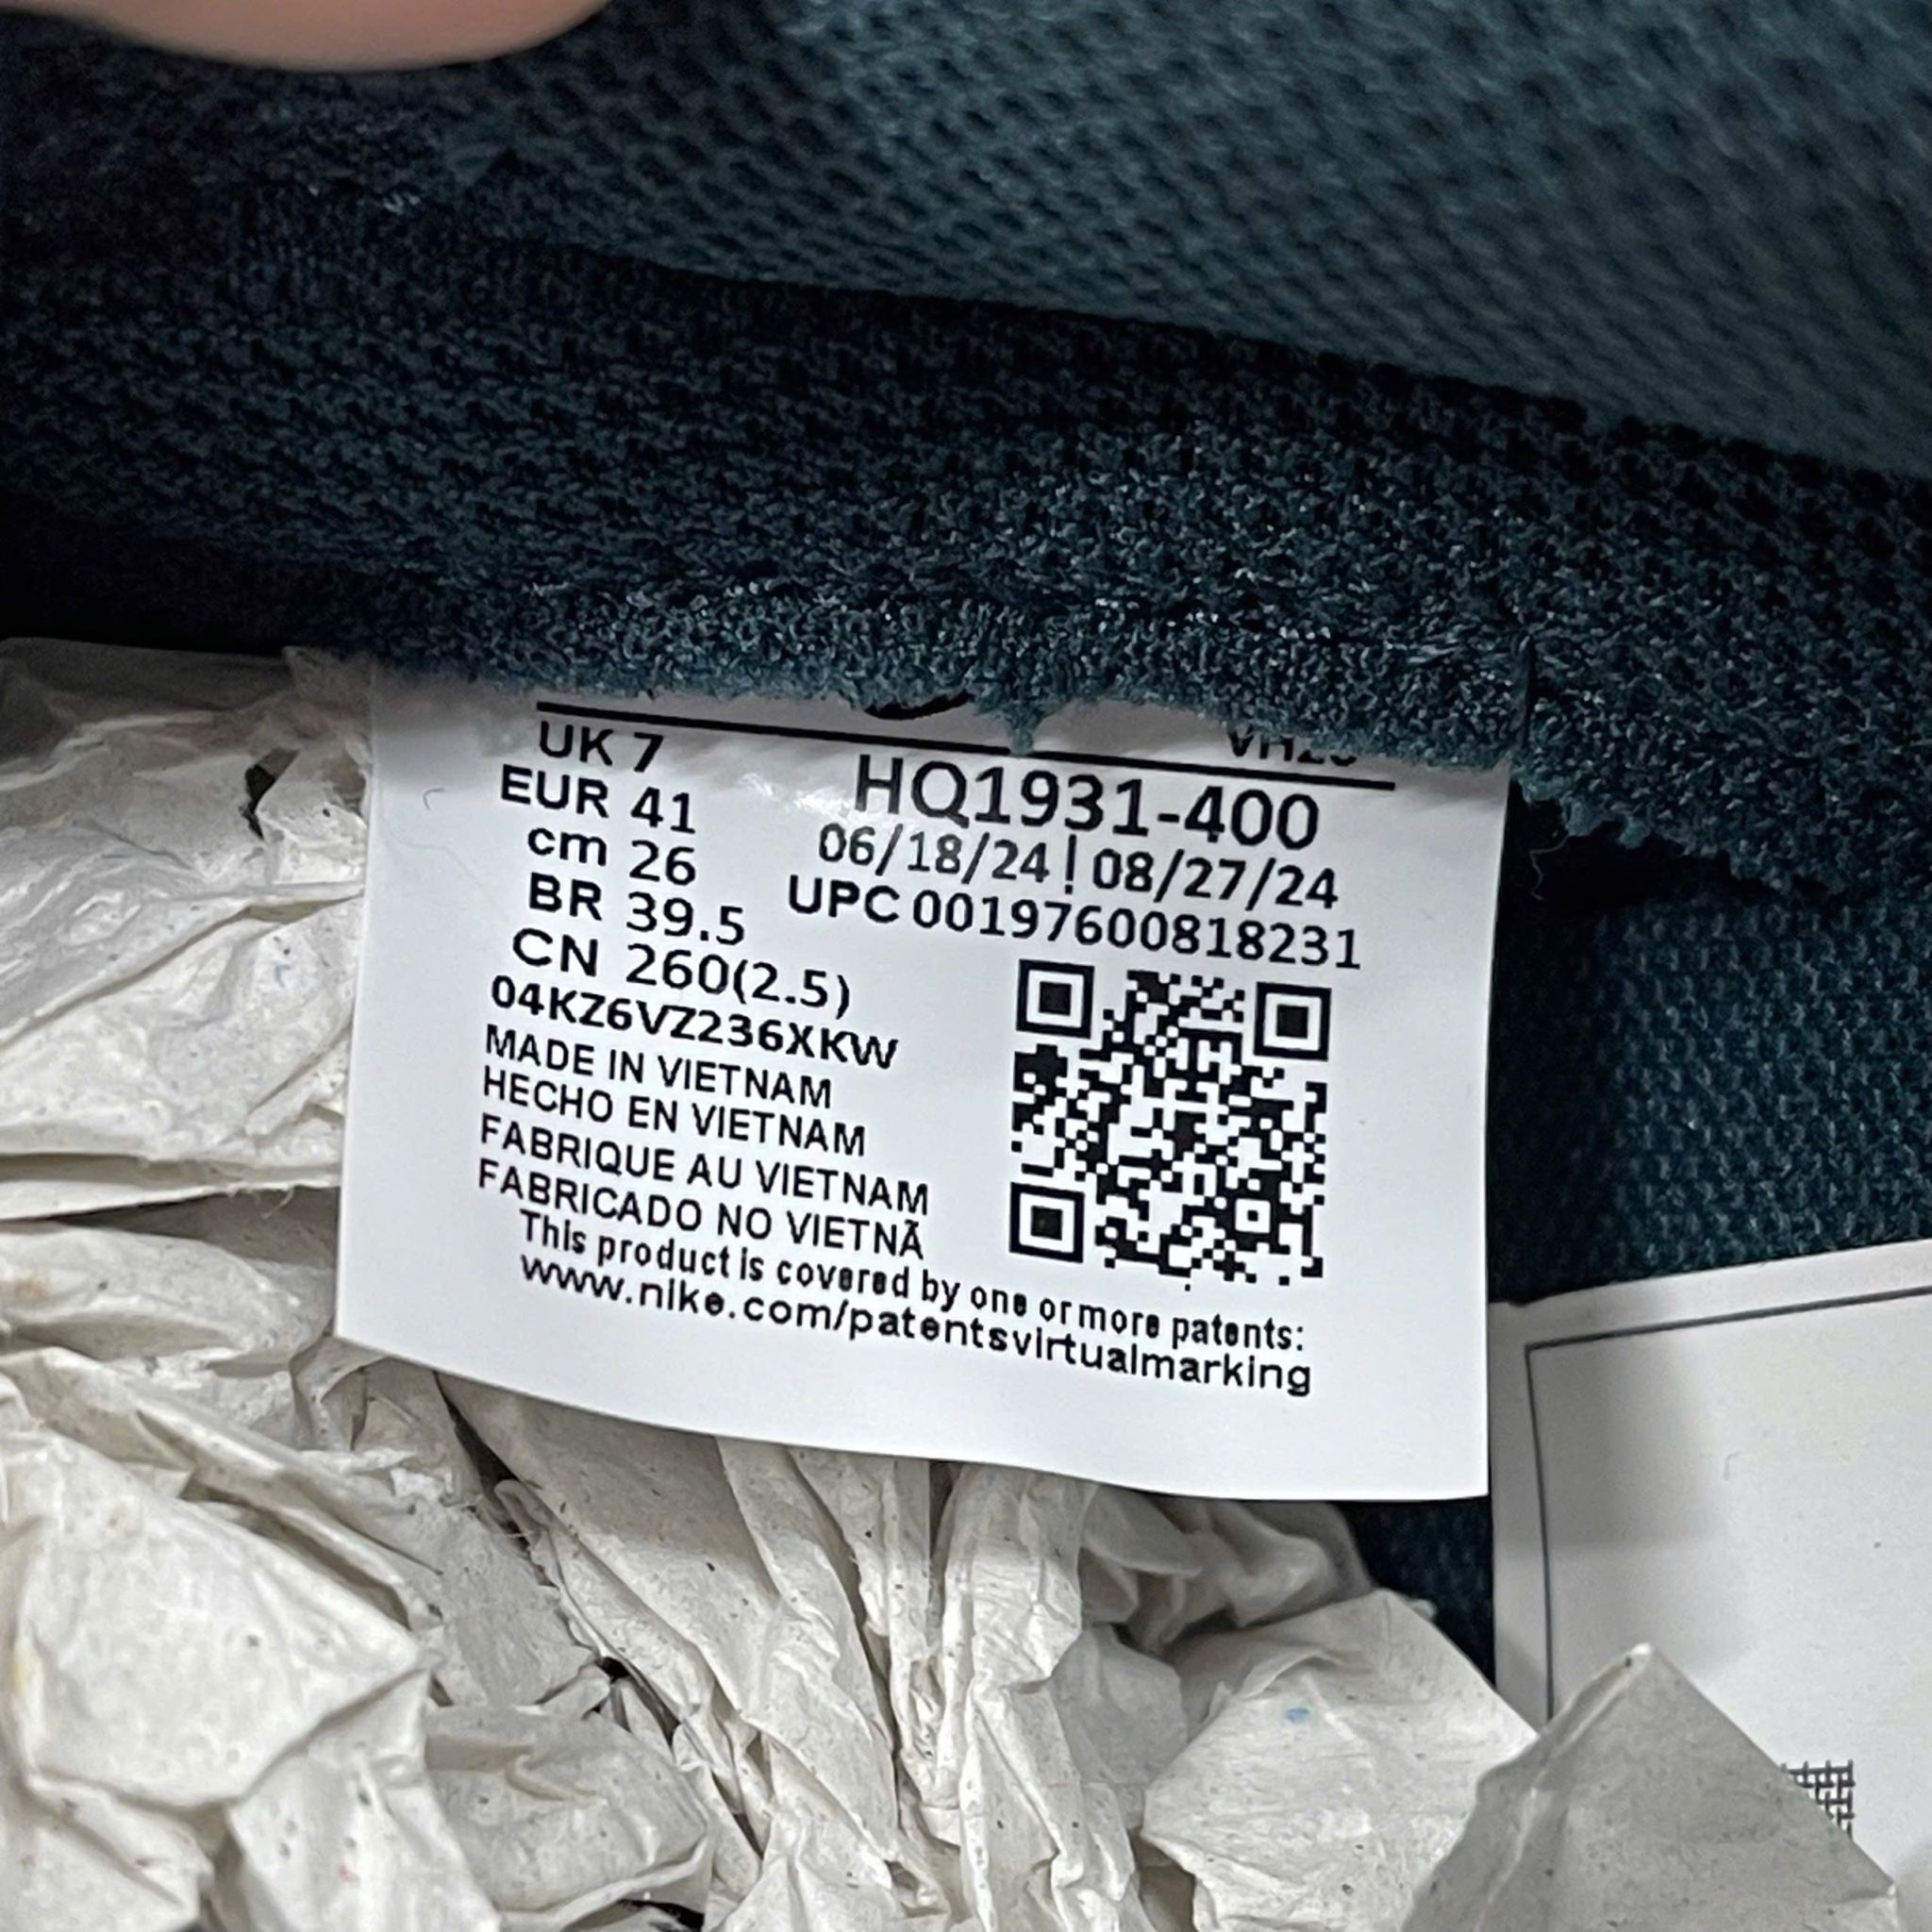 UK 7
EUR 41
cm 26
BR 39.5
CN 260(2.5)
04KZ6VZ236XKW
MADE IN VIETNAM
HECHO EN VIETNAM
FABRIQUE AU VIETNAM
FABRICADO NO VIETNÃ
HQ1931-400
06/18/24 | 08/27/24
UPC 00197600818231
This product is covered by one or more patents:
www.nike.com/patentsvirtualmarking